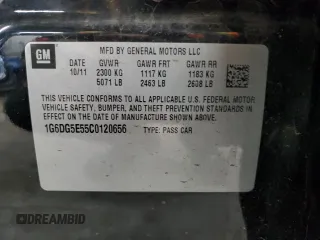 GM
MFD BY GENERAL MOTORS LLC
DATE GVWR GAWR FRT GAWR RR
10/11 2300 KG 1117 KG 1183 KG
5071 LB 2463 LB 2608 LB
THIS VEHICLE CONFORMS TO ALL APPLICABLE U.S. FEDERAL MOTOR
VEHICLE SAFETY, BUMPER, AND THEFT PREVENTION STANDARDS
IN EFFECT ON THE DATE OF MANUFACTURE SHOWN ABOVE.
1G6DG5E55C0120656 TYPE: PASS CAR
DREAMBID